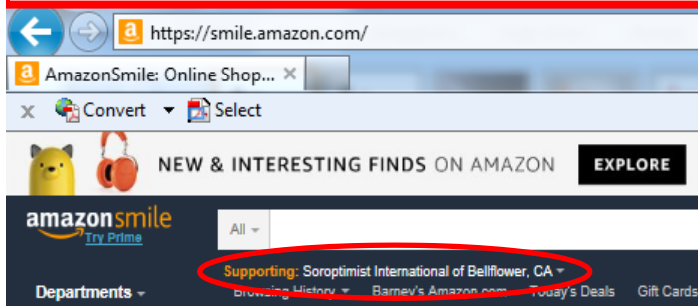 https://smile.amazon.com/
AmazonSmile: Online Shop... ×
x Convert Select
NEW & INTERESTING FINDS ON AMAZON EXPLORE
amazonsmile
Try Prime
All
Supporting: Soroptimist International of Bellflower, CA
Departments Browsing History Barney's Amazon.com Today's Deals Gift Cards